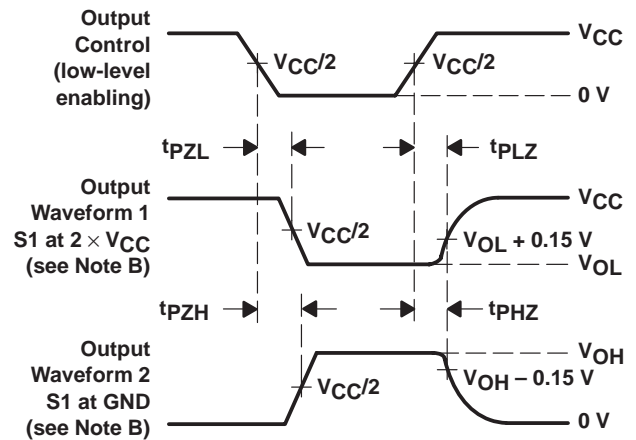 Output
Control
(low-level
enabling)
VCC/2
VCC/2
VCC
0 V
tPZL
tPLZ
Output
Waveform 1
S1 at 2 × VCC
(see Note B)
VCC/2
VCC
VOL + 0.15 V
VOL
tPZH
tPHZ
Output
Waveform 2
S1 at GND
(see Note B)
VCC/2
VOH
VOH – 0.15 V
0 V